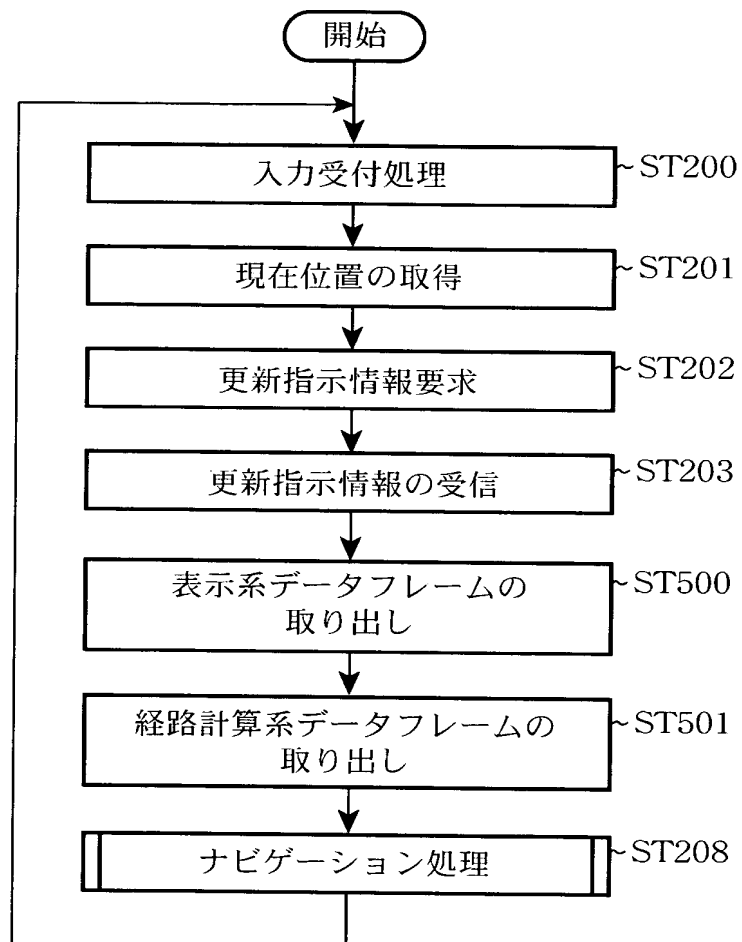 開始
入力受付処理
ST200
現在位置の取得
ST201
更新指示情報要求
ST202
更新指示情報の受信
ST203
表示系データフレームの
取り出し
ST500
経路計算系データフレームの
取り出し
ST501
ナビゲーション処理
ST208